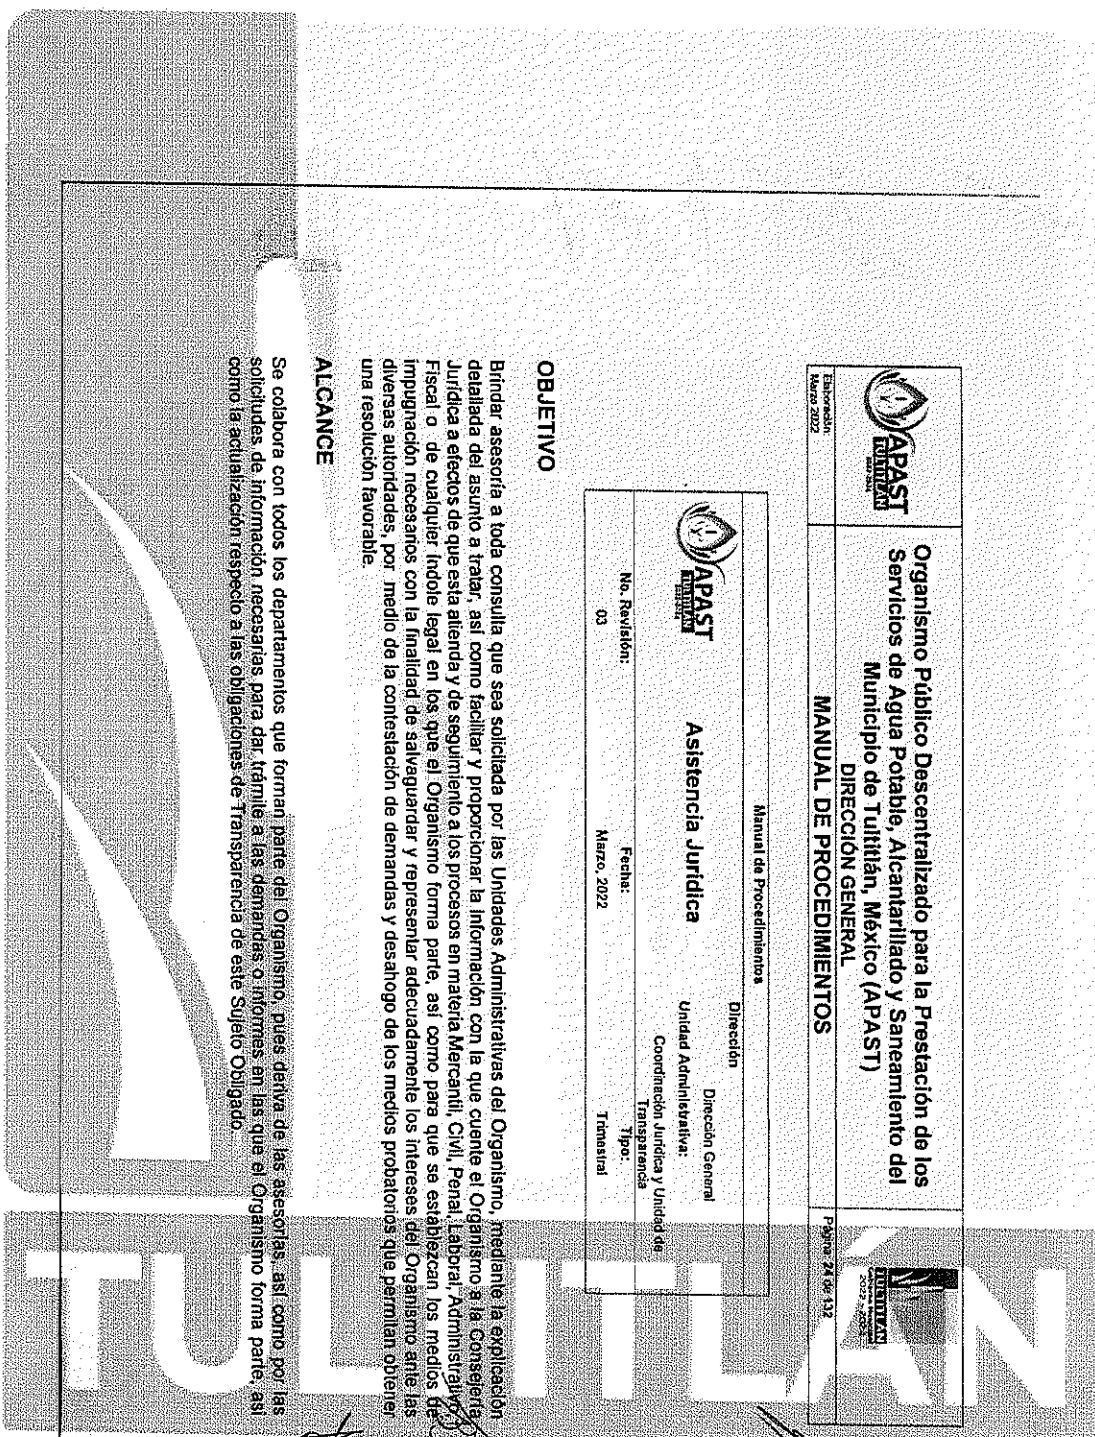 APAST
TULTITLÁN
2022-2024
Organismo Público Descentralizado para la Prestación de los
Servicios de Agua Potable, Alcantarillado y Saneamiento del
Municipio de Tultitlán, México (APAST)
DIRECCIÓN GENERAL
TULTITLÁN
2022 - 2024
Elaboración
Marzo 2022
MANUAL DE PROCEDIMIENTOS
Página: 24 de 132
Manual de Procedimientos
APAST
TULTITLÁN
Asistencia Jurídica
Dirección
Dirección General
Unidad Administrativa:
Coordinación Jurídica y Unidad de
Transparencia
No. Revisión:
03
Fecha:
Marzo, 2022
Tipo:
Trimestral
OBJETIVO
Brindar asesoría a toda consulta que sea solicitada por las Unidades Administrativas del Organismo, mediante la explicación
detallada del asunto a tratar, así como facilitar y proporcionar la información con la que cuente el Organismo a la Consejería
Jurídica a efectos de que esta atienda y de seguimiento a los procesos en materia Mercantil, Civil, Penal, Laboral, Administrativo,
Fiscal o de cualquier índole legal en los que el Organismo forma parte, así como para que se establezcan los medios de
impugnación necesarios con la finalidad de salvaguardar y representar adecuadamente los intereses del Organismo ante las
diversas autoridades, por medio de la contestación de demandas y desahogo de los medios probatorios que permitan obtener
una resolución favorable.
ALCANCE
Se colabora con todos los departamentos que forman parte del Organismo, pues deriva de las asesorías, así como por las
solicitudes de información necesarias para dar trámite a las demandas o informes en las que el Organismo forma parte, así
como la actualización respecto a las obligaciones de Transparencia de este Sujeto Obligado.
TULTITLÁN